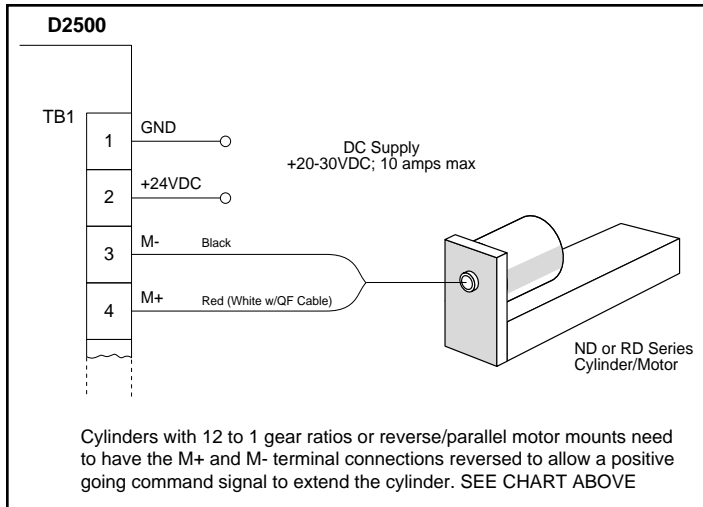 D2500
TB1
1
GND
2
+24VDC
3
M-
Black
4
M+
Red (White w/QF Cable)
DC Supply
+20-30VDC; 10 amps max
ND or RD Series
Cylinder/Motor
Cylinders with 12 to 1 gear ratios or reverse/parallel motor mounts need
to have the M+ and M- terminal connections reversed to allow a positive
going command signal to extend the cylinder. SEE CHART ABOVE